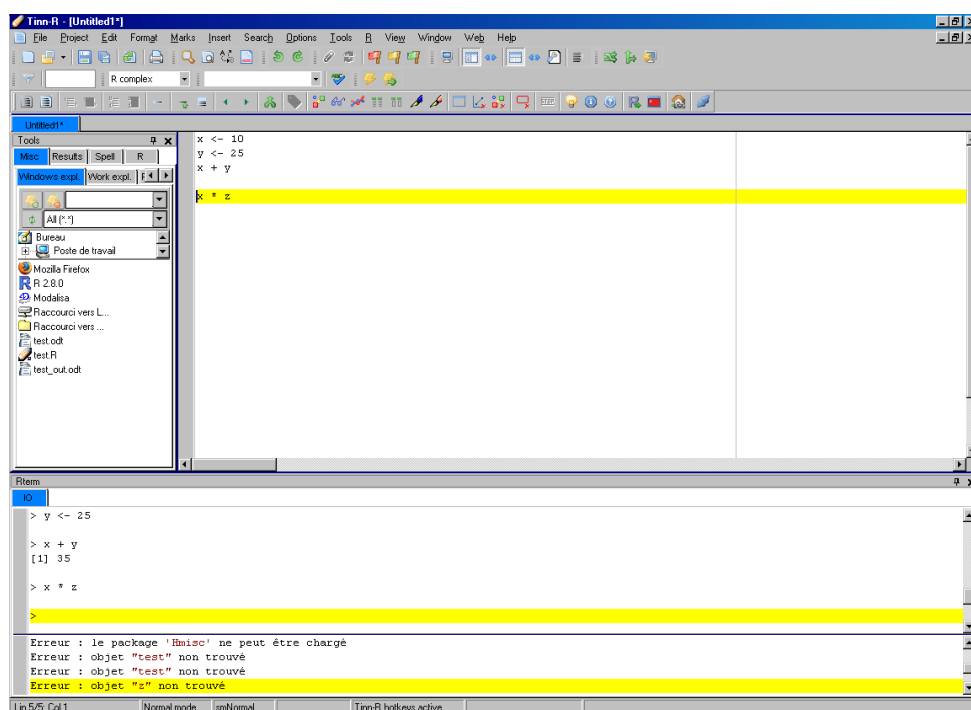 Tinn-R - [Untitled1*]
File Project Edit Format Marks Insert Search Options Tools R View Window Web Help
R complex
Untitled1*
Tools
Misc Results Spell R
Windows expl. Work expl.
All (*.*)
Bureau
Poste de travail
Mozilla Firefox
R 2.8.0
Modalisa
Raccourci vers L...
Raccourci vers ...
test.odt
test.R
test_out.odt
x <- 10
y <- 25
x + y
x * z
Rterm
IO
> y <- 25
> x + y
[1] 35
> x * z
>
Erreur : le package 'Hmisc' ne peut être chargé
Erreur : objet "test" non trouvé
Erreur : objet "test" non trouvé
Erreur : objet "z" non trouvé
Lin 5/5: Col 1 Normal mode smNormal Tinn-R hotkeys active